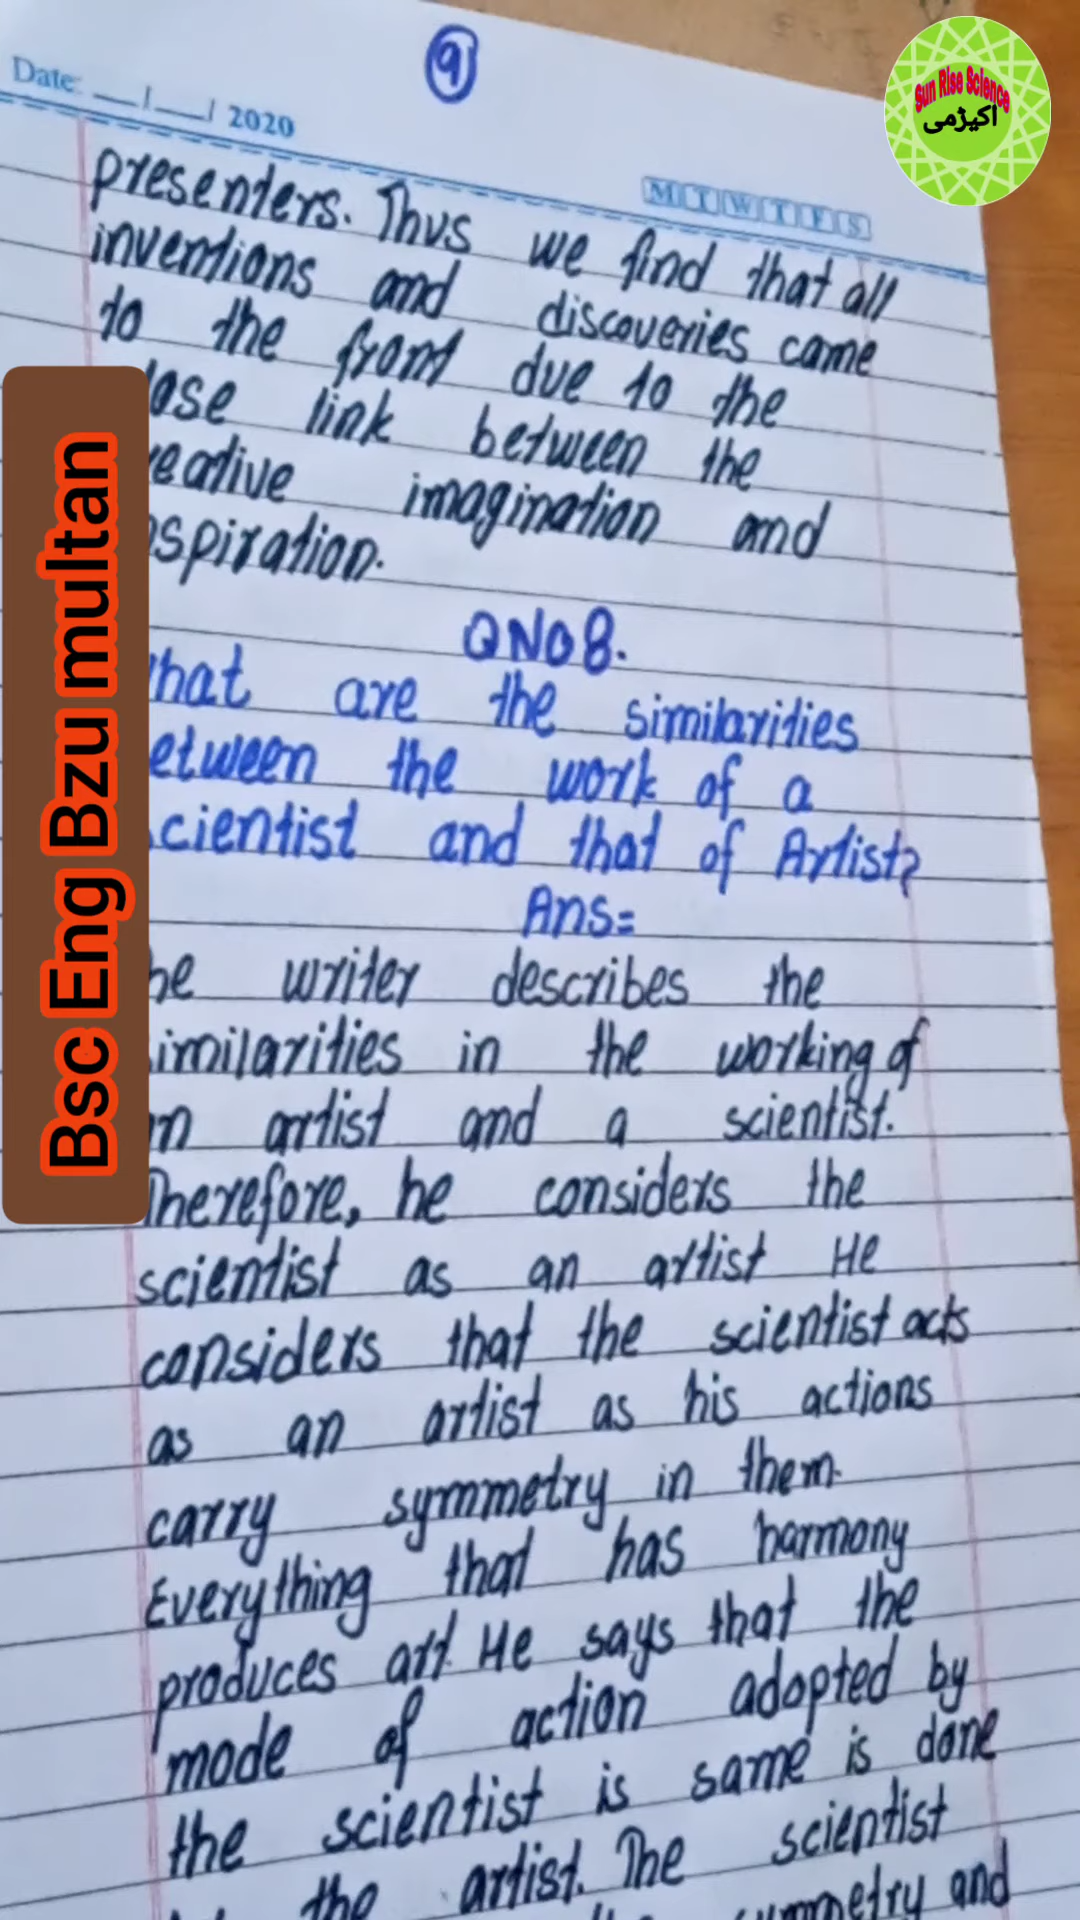 9
Date: __/__/ 2020
Sun Rise Science
اکیڈمی
M T W T F S
presenters. Thus we find that all
inventions and discoveries came
to the front due to the
lose link between the
reative imagination and
spiration.
QNO8.
hat are the similarities
etween the work of a
cientist and that of Artist?
Ans=
he writer describes the
imilarities in the working of
n artist and a scientist.
Therefore, he considers the
scientist as an artist He
considers that the scientist acts
as an artist as his actions
carry symmetry in them.
Everything that has harmony
produces art. He says that the
mode of action adopted by
the scientist is same is done
the artist. The scientist
symmetry and
Bsc Eng Bzu multan